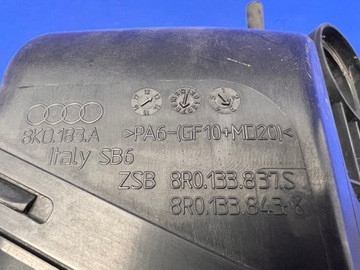 8K0.183.A
>PA6-(GF10+MD20)<
Italy SB6
ZSB 8R0.133.837.S
8R0.133.843-K